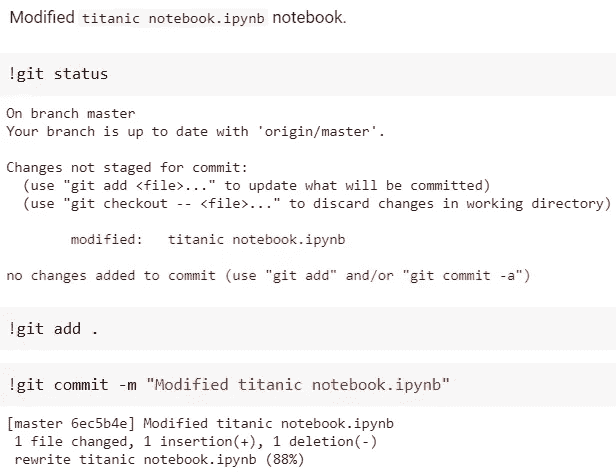 Modified titanic notebook.ipynb notebook.
!git status
On branch master
Your branch is up to date with 'origin/master'.
Changes not staged for commit:
(use "git add <file>..." to update what will be committed)
(use "git checkout -- <file>..." to discard changes in working directory)
modified:   titanic notebook.ipynb
no changes added to commit (use "git add" and/or "git commit -a")
!git add .
!git commit -m "Modified titanic notebook.ipynb"
[master 6ec5b4e] Modified titanic notebook.ipynb
1 file changed, 1 insertion(+), 1 deletion(-)
rewrite titanic notebook.ipynb (88%)